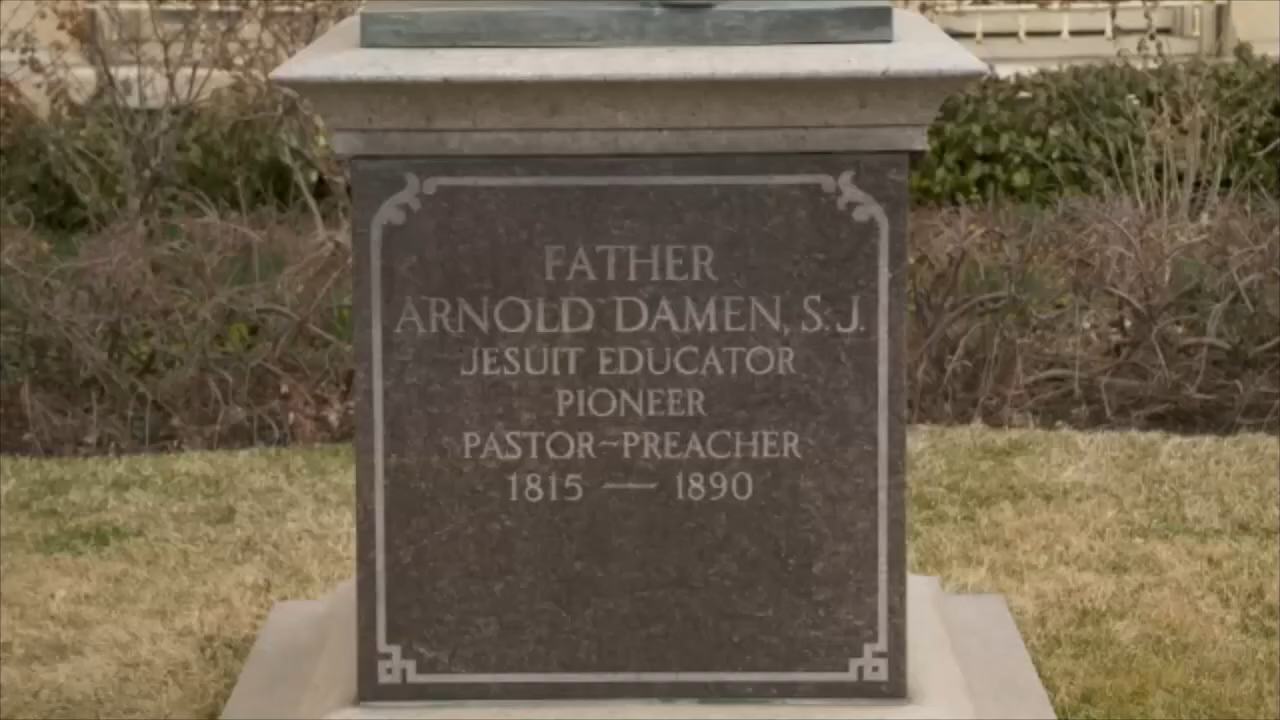 FATHER
ARNOLD DAMEN, S.J.
JESUIT EDUCATOR
PIONEER
PASTOR~PREACHER
1815 — 1890